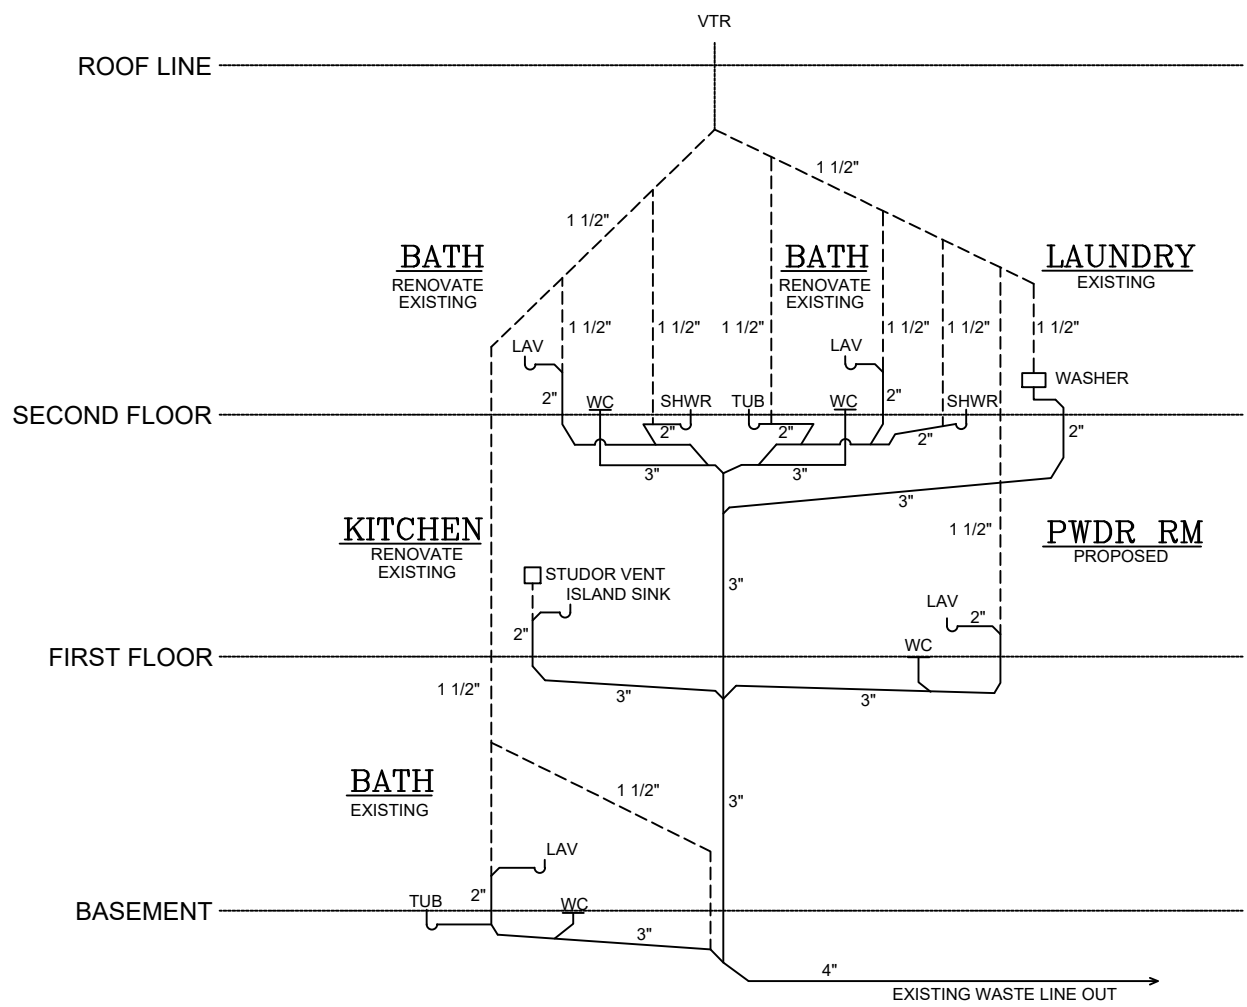 VTR
ROOF LINE
1 1/2"
1 1/2"
BATH
RENOVATE
EXISTING
BATH
RENOVATE
EXISTING
LAUNDRY
EXISTING
1 1/2"
1 1/2"
1 1/2"
1 1/2"
1 1/2"
1 1/2"
LAV
LAV
WASHER
2"
2"
WC
SHWR
TUB
WC
SHWR
SECOND FLOOR
2"
2"
2"
2"
3"
3"
3"
KITCHEN
RENOVATE
EXISTING
1 1/2"
PWDR RM
PROPOSED
STUDOR VENT
ISLAND SINK
3"
LAV
2"
2"
WC
FIRST FLOOR
1 1/2"
3"
3"
BATH
EXISTING
1 1/2"
3"
LAV
2"
TUB
WC
BASEMENT
3"
4"
EXISTING WASTE LINE OUT